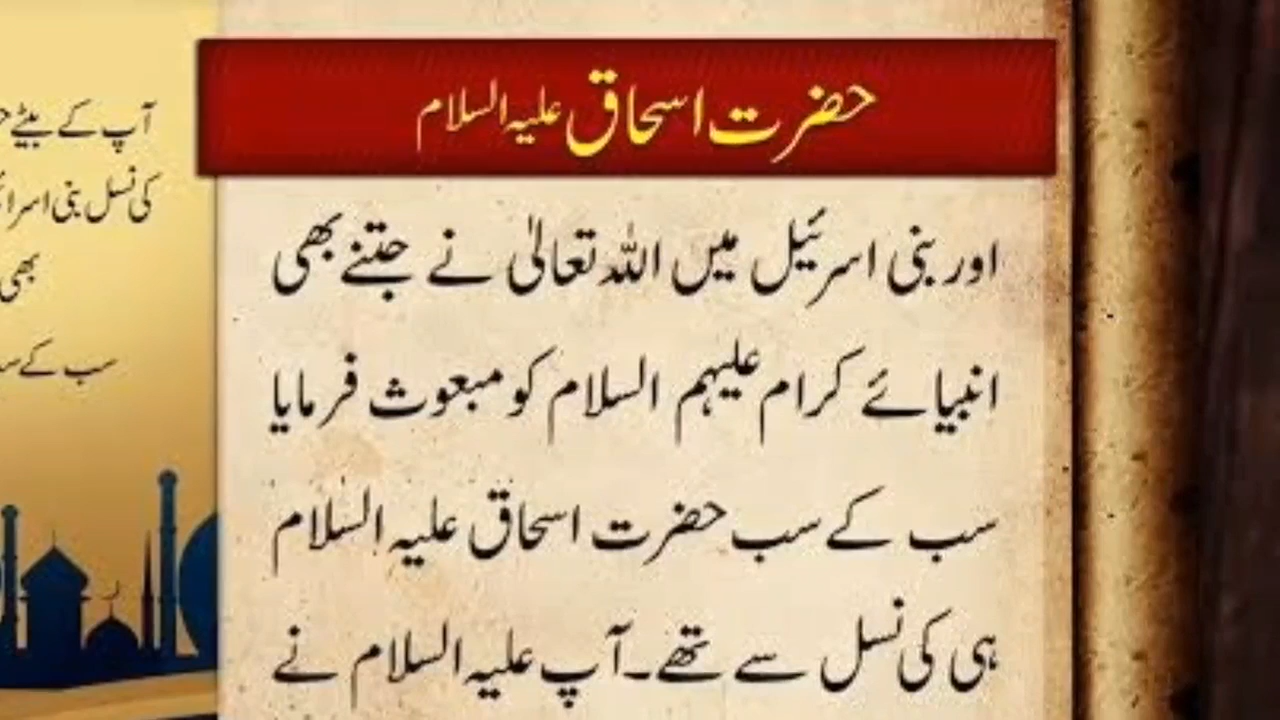 حضرت اسحاق علیہ السلام
اور بنی اسرئیل میں اللہ تعالیٰ نے جتنے بھی
انبیائے کرام علیہم السلام کو مبعوث فرمایا
سب کے سب حضرت اسحاق علیہ السلام
ہی کی نسل سے تھے۔ آپ علیہ السلام نے
آپ کے بیٹے
کی نسل بنی
بھی
سب کے